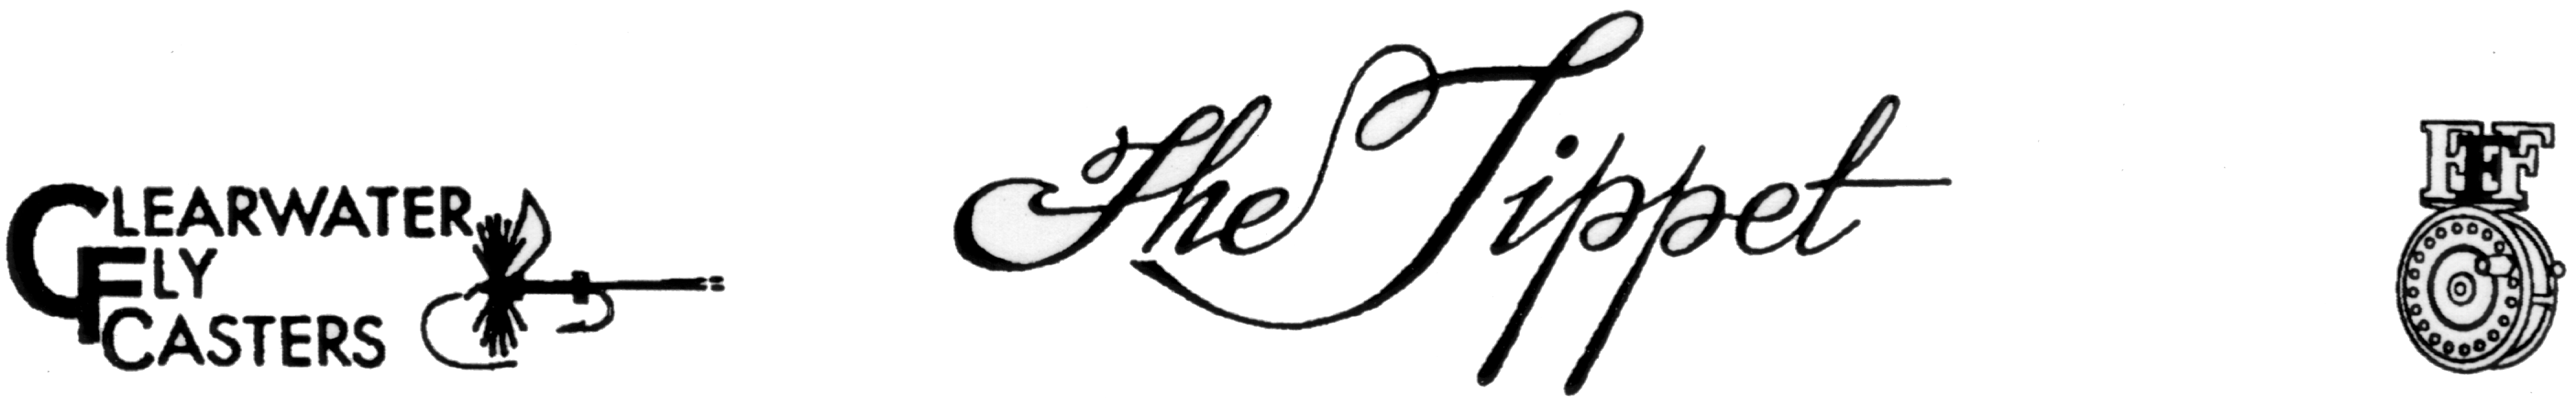 CLEARWATER
FLY
CASTERS
The Tippet
FFF